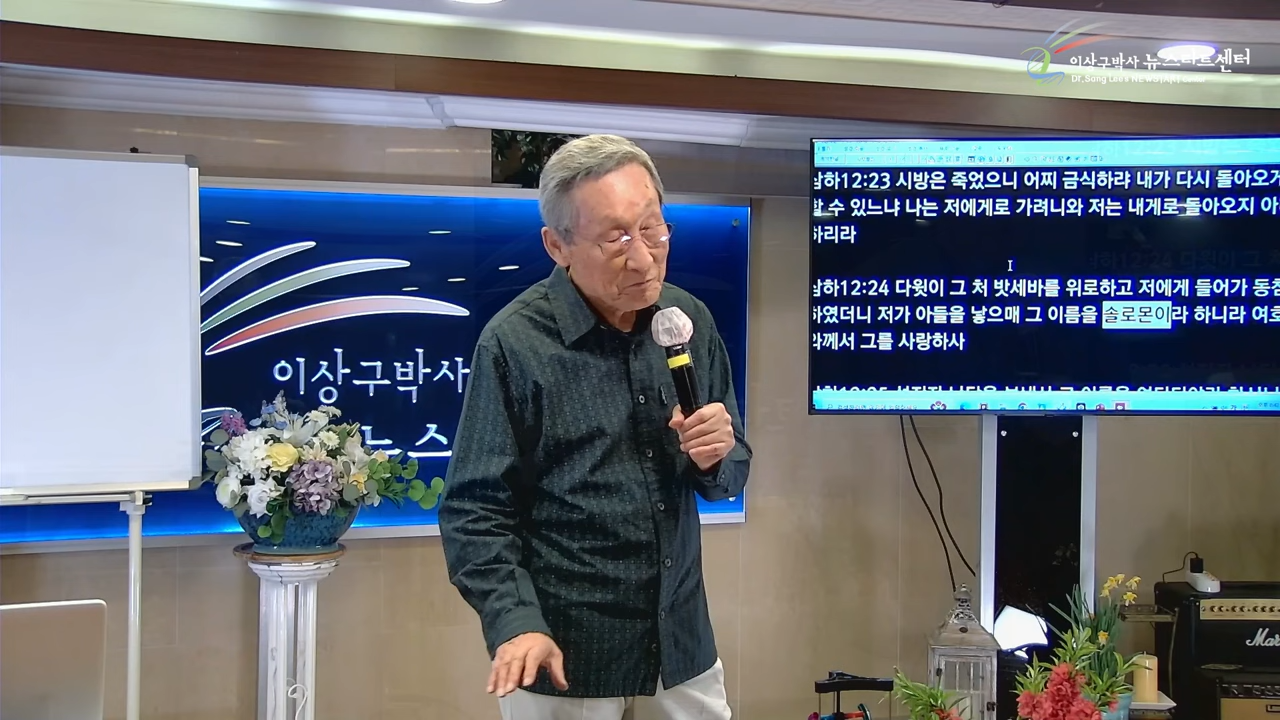 이상구박사 뉴스타트센터
Dr.Sang Lee's NEWSTART Center
이상구박사
뉴스
삼하12:23 시방은 죽었으니 어찌 금식하랴 내가 다시 돌아오게
할 수 있느냐 나는 저에게로 가려니와 저는 내게로 돌아오지 아
하리라
삼하12:24 다윗이 그 처 밧세바를 위로하고 저에게 들어가 동침
하였더니 저가 아들을 낳으매 그 이름을 솔로몬이라 하니라 여호
와께서 그를 사랑하사
Mar